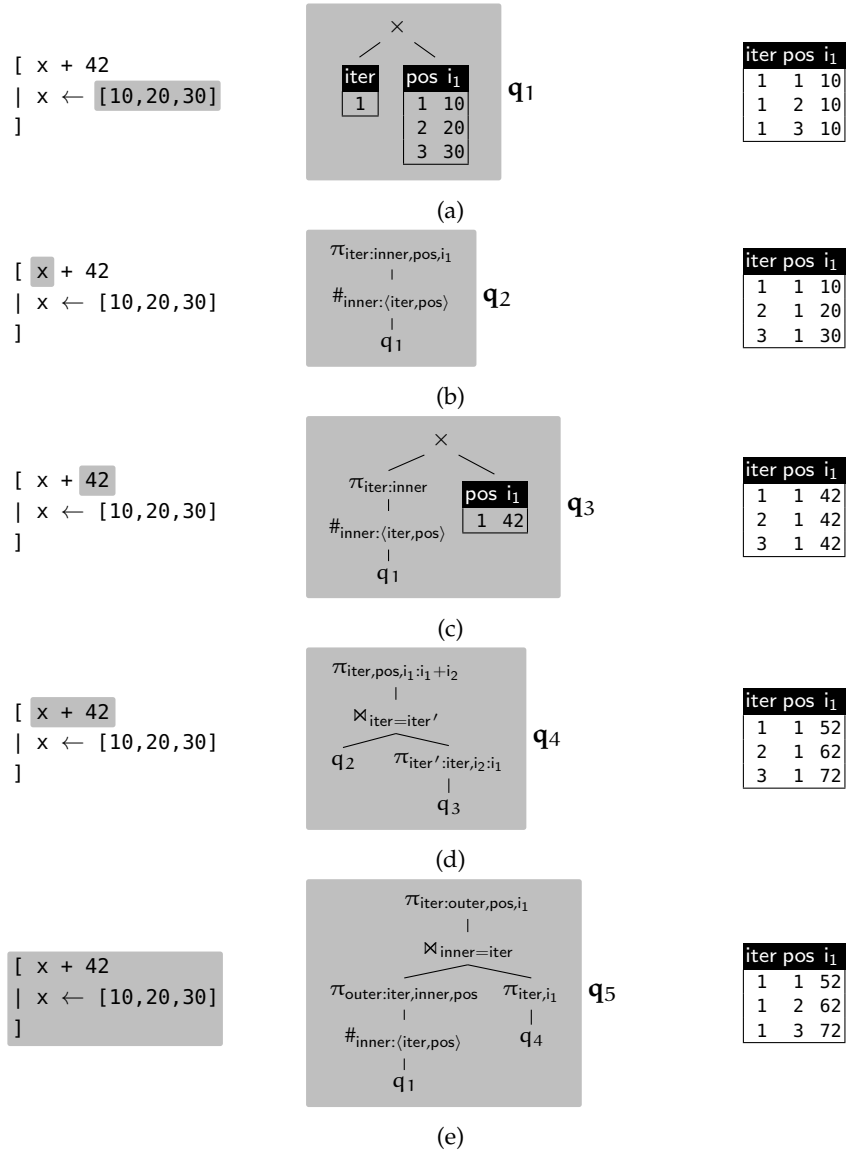 [ x + 42
| x ← [10,20,30]
]
×
iter
1
pos i₁
1 10
2 20
3 30
q₁
iter pos i₁
1 1 10
1 2 10
1 3 10
(a)
[ x + 42
| x ← [10,20,30]
]
π iter:inner,pos,i₁
# inner:⟨iter,pos⟩
q₁
q₂
iter pos i₁
1 1 10
2 1 20
3 1 30
(b)
[ x + 42
| x ← [10,20,30]
]
×
π iter:inner
# inner:⟨iter,pos⟩
q₁
pos i₁
1 42
q₃
iter pos i₁
1 1 42
2 1 42
3 1 42
(c)
[ x + 42
| x ← [10,20,30]
]
π iter,pos,i₁:i₁+i₂
⋈ iter=iter′
q₂ π iter′:iter,i₂:i₁
q₃
q₄
iter pos i₁
1 1 52
2 1 62
3 1 72
(d)
[ x + 42
| x ← [10,20,30]
]
π iter:outer,pos,i₁
⋈ inner=iter
π outer:iter,inner,pos π iter,i₁
# inner:⟨iter,pos⟩ q₄
q₁
q₅
iter pos i₁
1 1 52
1 2 62
1 3 72
(e)